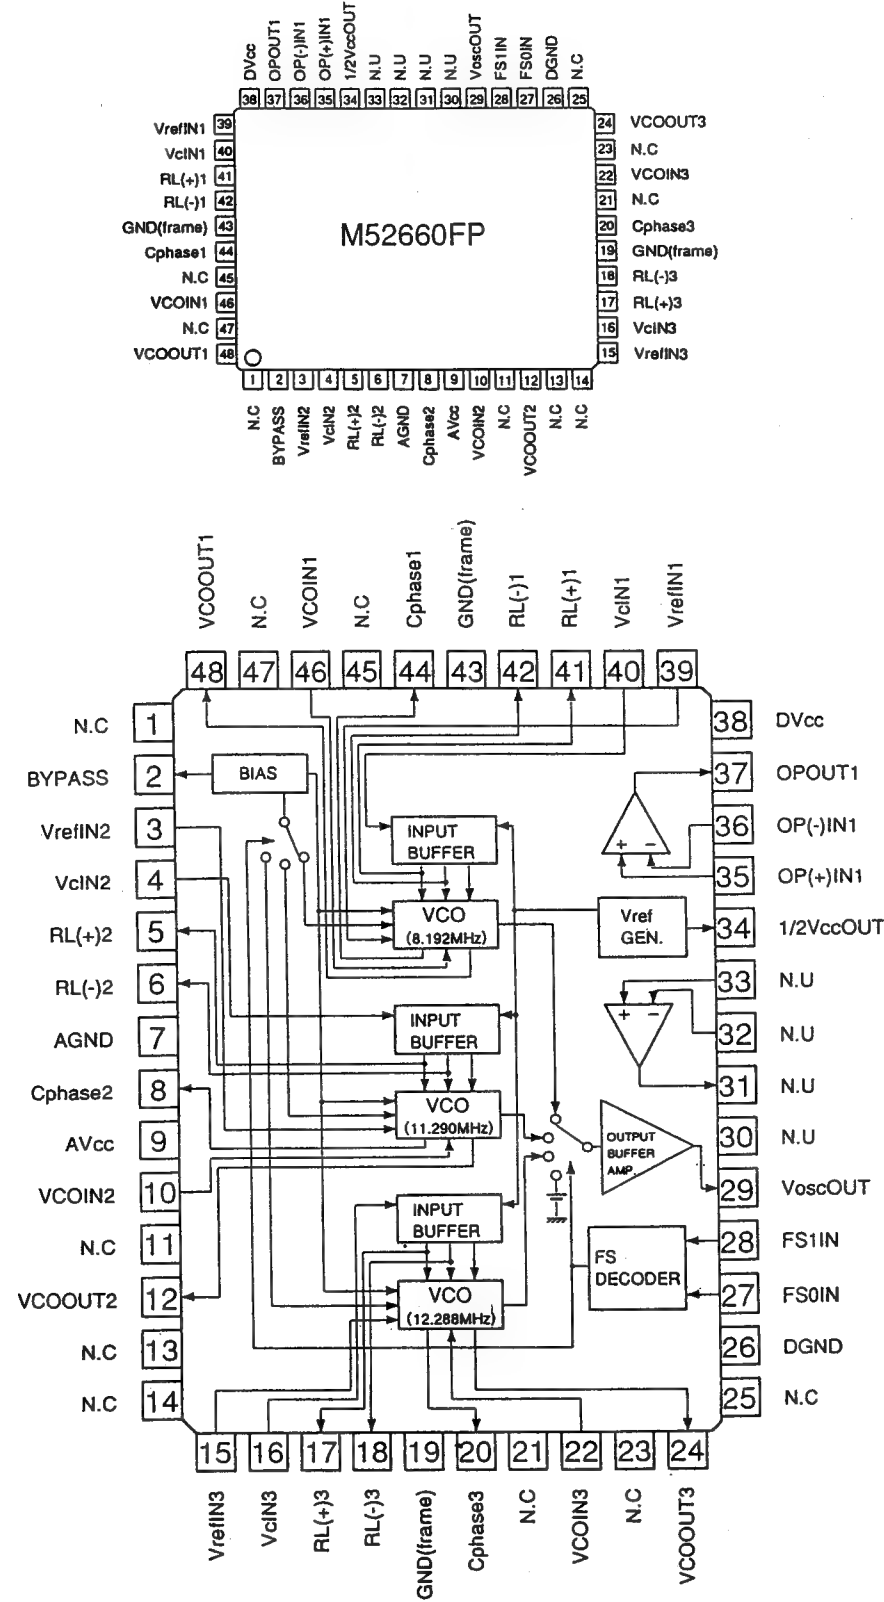 DVcc
OPOUT1
OP(-)IN1
OP(+)IN1
1/2VccOUT
N.U
N.U
N.U
N.U
VoscOUT
FS1IN
FS0IN
DGND
N.C
38 37 36 35 34 33 32 31 30 29 28 27 26 25
VrefIN1 39
VcIN1 40
RL(+)1 41
RL(-)1 42
GND(frame) 43
Cphase1 44
N.C 45
VCOIN1 46
N.C 47
VCOOUT1 48
M52660FP
24 VCOOUT3
23 N.C
22 VCOIN3
21 N.C
20 Cphase3
19 GND(frame)
18 RL(-)3
17 RL(+)3
16 VcIN3
15 VrefIN3
1 2 3 4 5 6 7 8 9 10 11 12 13 14
N.C
BYPASS
VrefIN2
VcIN2
RL(+)2
RL(-)2
AGND
Cphase2
AVcc
VCOIN2
N.C
VCOOUT2
N.C
N.C
VCOOUT1
N.C
VCOIN1
N.C
Cphase1
GND(frame)
RL(-)1
RL(+)1
VcIN1
VrefIN1
48 47 46 45 44 43 42 41 40 39
N.C 1
BYPASS 2
VrefIN2 3
VcIN2 4
RL(+)2 5
RL(-)2 6
AGND 7
Cphase2 8
AVcc 9
VCOIN2 10
N.C 11
VCOOUT2 12
N.C 13
N.C 14
BIAS
INPUT
BUFFER
VCO
(8.192MHz)
INPUT
BUFFER
VCO
(11.290MHz)
INPUT
BUFFER
VCO
(12.288MHz)
+ −
Vref
GEN.
+ −
OUTPUT
BUFFER
AMP.
FS
DECODER
38 DVcc
37 OPOUT1
36 OP(-)IN1
35 OP(+)IN1
34 1/2VccOUT
33 N.U
32 N.U
31 N.U
30 N.U
29 VoscOUT
28 FS1IN
27 FS0IN
26 DGND
25 N.C
15 16 17 18 19 20 21 22 23 24
VrefIN3
VcIN3
RL(+)3
RL(-)3
GND(frame)
Cphase3
N.C
VCOIN3
N.C
VCOOUT3